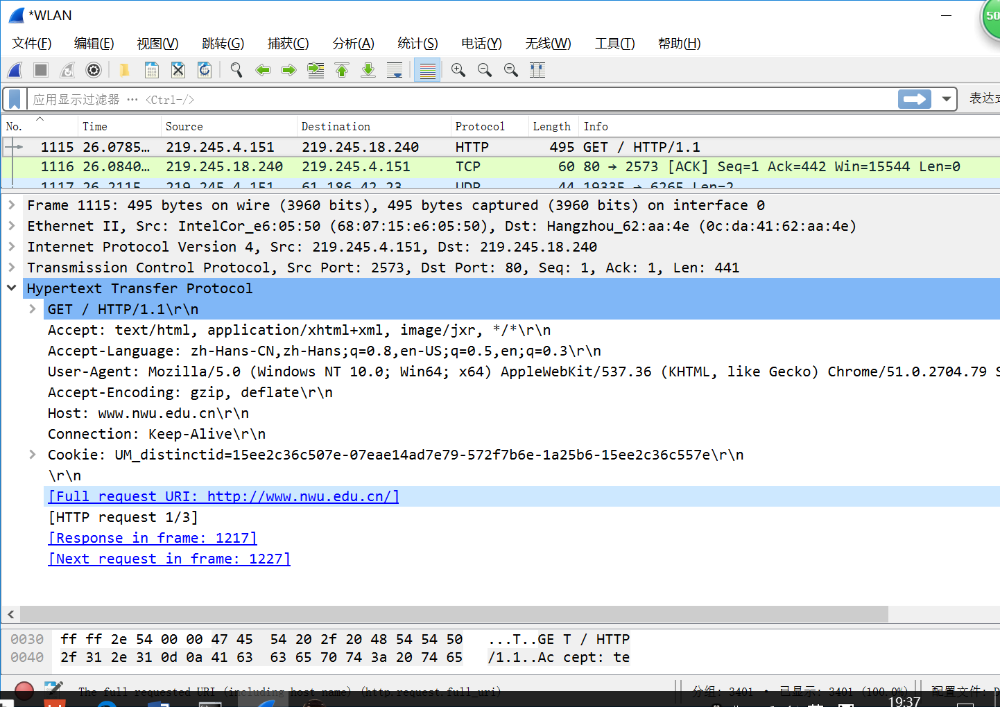 *WLAN
50
文件(F) 编辑(E) 视图(V) 跳转(G) 捕获(C) 分析(A) 统计(S) 电话(Y) 无线(W) 工具(T) 帮助(H)
应用显示过滤器 … <Ctrl-/> 表达式
No. Time Source Destination Protocol Length Info
1115 26.0785… 219.245.4.151 219.245.18.240 HTTP 495 GET / HTTP/1.1
1116 26.0840… 219.245.18.240 219.245.4.151 TCP 60 80 → 2573 [ACK] Seq=1 Ack=442 Win=15544 Len=0
1117 26.2115… 219.245.4.151 61.186.42.23 UDP 44 19335 → 6265 Len=2
Frame 1115: 495 bytes on wire (3960 bits), 495 bytes captured (3960 bits) on interface 0
Ethernet II, Src: IntelCor_e6:05:50 (68:07:15:e6:05:50), Dst: Hangzhou_62:aa:4e (0c:da:41:62:aa:4e)
Internet Protocol Version 4, Src: 219.245.4.151, Dst: 219.245.18.240
Transmission Control Protocol, Src Port: 2573, Dst Port: 80, Seq: 1, Ack: 1, Len: 441
Hypertext Transfer Protocol
GET / HTTP/1.1\r\n
Accept: text/html, application/xhtml+xml, image/jxr, */*\r\n
Accept-Language: zh-Hans-CN,zh-Hans;q=0.8,en-US;q=0.5,en;q=0.3\r\n
User-Agent: Mozilla/5.0 (Windows NT 10.0; Win64; x64) AppleWebKit/537.36 (KHTML, like Gecko) Chrome/51.0.2704.79 S
Accept-Encoding: gzip, deflate\r\n
Host: www.nwu.edu.cn\r\n
Connection: Keep-Alive\r\n
Cookie: UM_distinctid=15ee2c36c507e-07eae14ad7e79-572f7b6e-1a25b6-15ee2c36c557e\r\n
\r\n
[Full request URI: http://www.nwu.edu.cn/]
[HTTP request 1/3]
[Response in frame: 1217]
[Next request in frame: 1227]
0030 ff ff 2e 54 00 00 47 45 54 20 2f 20 48 54 54 50 ...T..GE T / HTTP
0040 2f 31 2e 31 0d 0a 41 63 63 65 70 74 3a 20 74 65 /1.1..Ac cept: te
The full requested URI (including host name) (http.request.full_uri) 分组: 3401 · 已显示: 3401 (100.0%) 配置文件: D
19:37